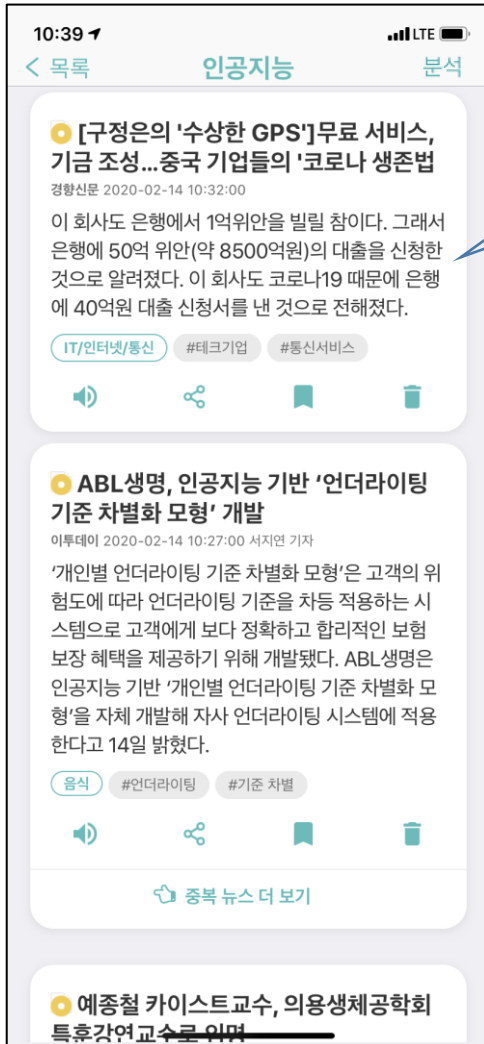 10:39
LTE
목록 인공지능 분석
[구정은의 '수상한 GPS']무료 서비스,
기금 조성...중국 기업들의 '코로나 생존법
경향신문 2020-02-14 10:32:00
이 회사도 은행에서 1억위안을 빌릴 참이다. 그래서
은행에 50억 위안(약 8500억원)의 대출을 신청한
것으로 알려졌다. 이 회사도 코로나19 때문에 은행
에 40억원 대출 신청서를 낸 것으로 전해졌다.
IT/인터넷/통신 #테크기업 #통신서비스
ABL생명, 인공지능 기반 ‘언더라이팅
기준 차별화 모형’ 개발
이투데이 2020-02-14 10:27:00 서지연 기자
‘개인별 언더라이팅 기준 차별화 모형’은 고객의 위
험도에 따라 언더라이팅 기준을 차등 적용하는 시
스템으로 고객에게 보다 정확하고 합리적인 보험
보장 혜택을 제공하기 위해 개발됐다. ABL생명은
인공지능 기반 ‘개인별 언더라이팅 기준 차별화 모
형’을 자체 개발해 자사 언더라이팅 시스템에 적용
한다고 14일 밝혔다.
음식 #언더라이팅 #기준 차별
중복 뉴스 더 보기
예종철 카이스트교수, 의용생체공학회
특훈강연교수로 위명